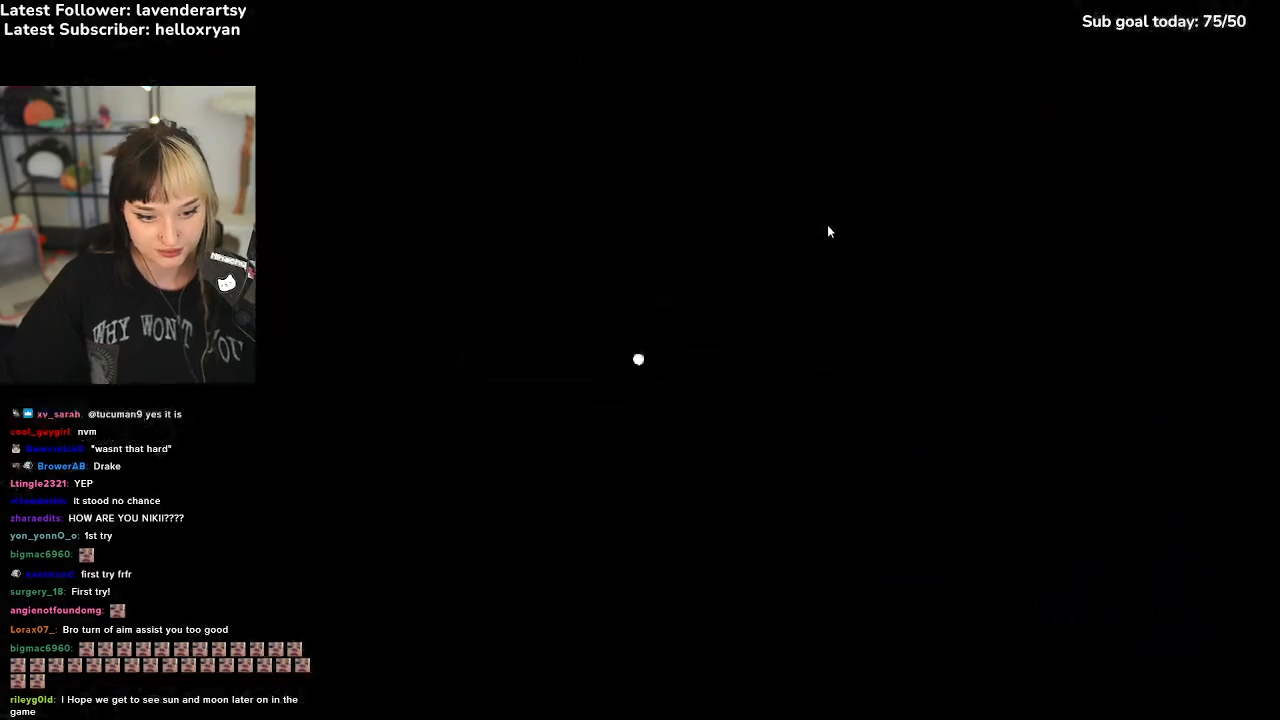 Latest Follower: lavenderartsy
Latest Subscriber: helloxryan
Sub goal today: 75/50
WHY WON'T YOU
xv_sarah: @tucuman9 yes it is
cool_gaygirl: nvm
"wasnt that hard"
BrowerAB: Drake
Ltingle2321: YEP
it stood no chance
zharaedits: HOW ARE YOU NIKII????
yon_yonnO_o: 1st try
bigmac6960:
first try frfr
surgery_18: First try!
angienotfoundomg:
Lorax07_: Bro turn of aim assist you too good
bigmac6960:
rileyg0ld: I Hope we get to see sun and moon later on in the
game